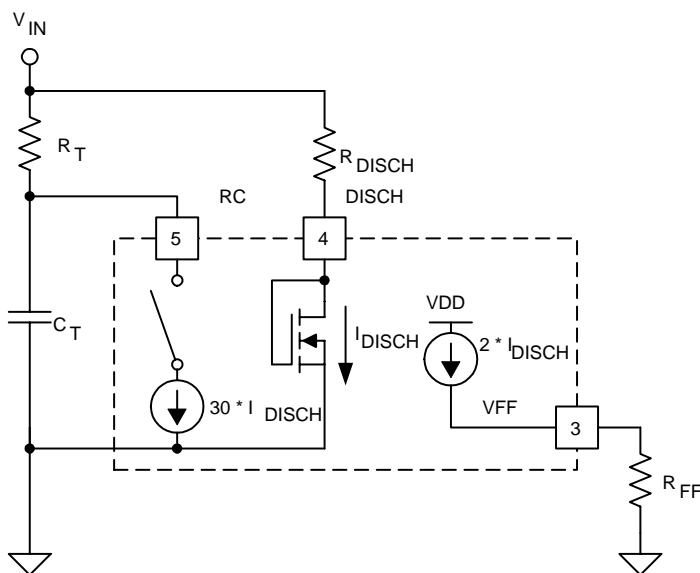 V IN
R T
R DISCH
RC
DISCH
5
4
C T
30 * I DISCH
I DISCH
VDD
2 * I DISCH
VFF
3
R FF